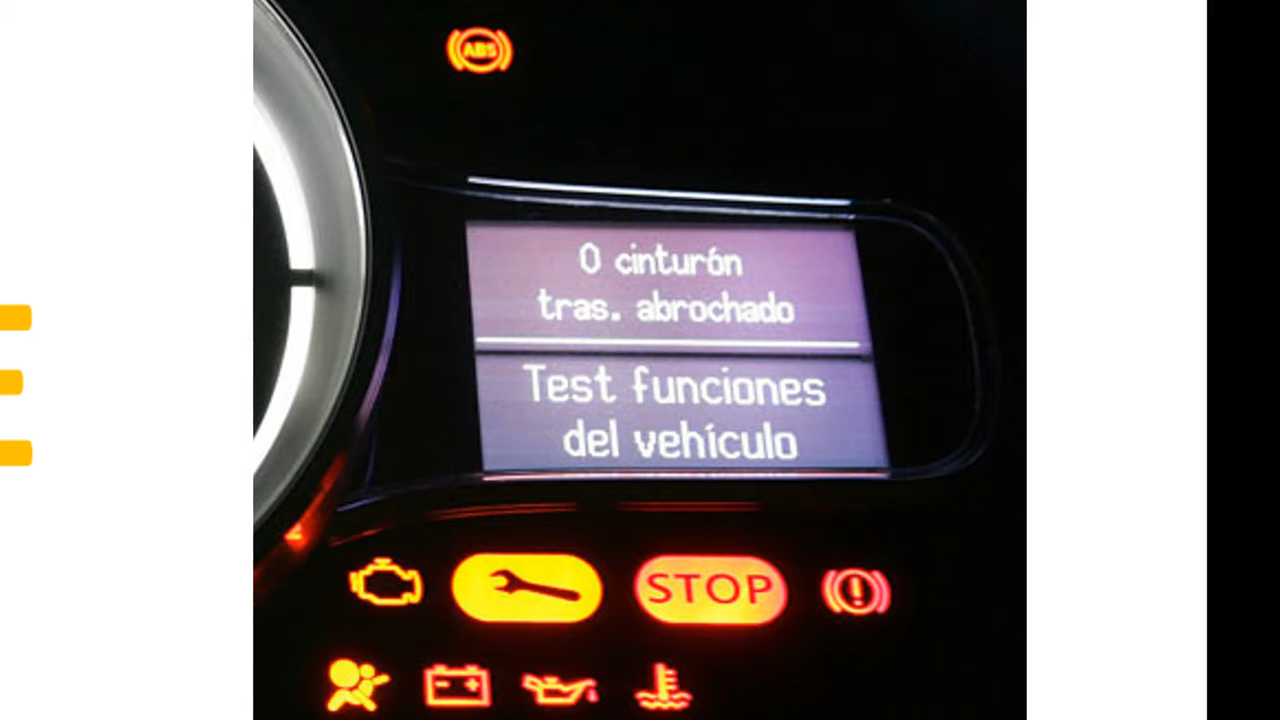 ABS
0 cinturón
tras. abrochado
Test funciones
del vehículo
STOP